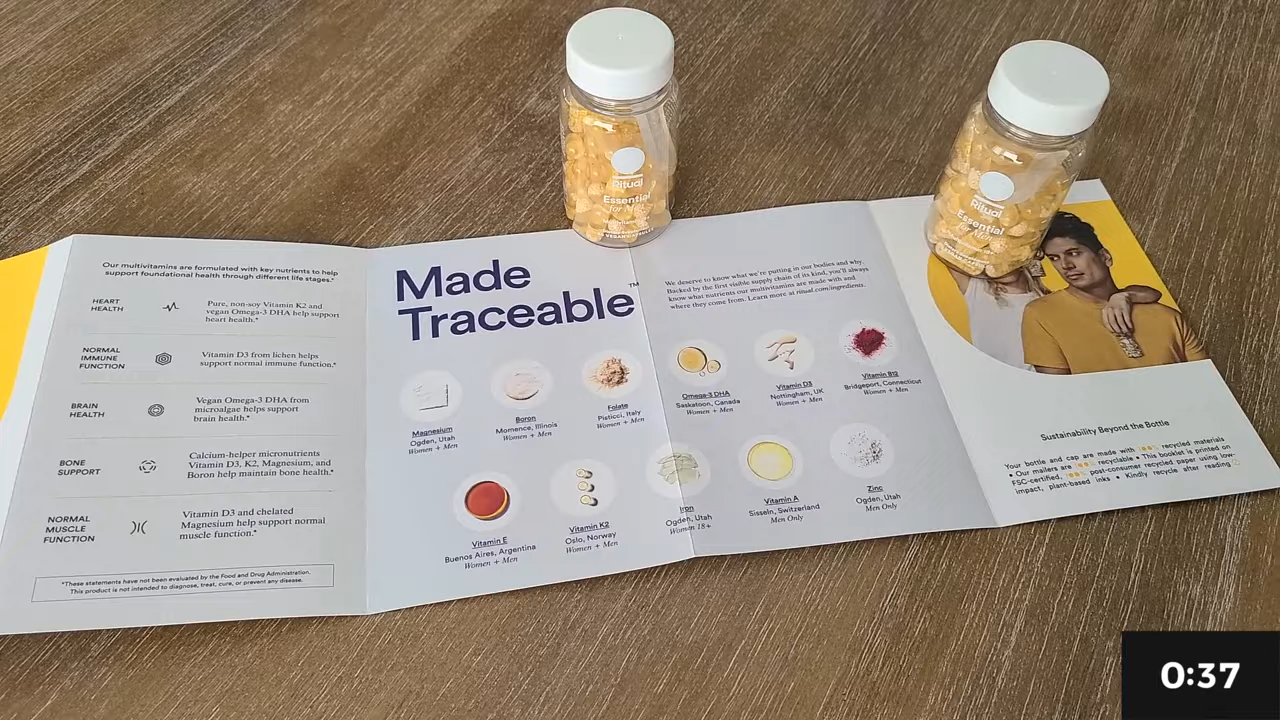 Ritual
Essential
for Men
Ritual
Essential
for Men
Our multivitamins are formulated with key nutrients to help
support foundational health through different life stages.*
HEART
HEALTH
Pure, non-soy Vitamin K2 and
vegan Omega-3 DHA help support
heart health.*
NORMAL
IMMUNE
FUNCTION
Vitamin D3 from lichen helps
support normal immune function.*
BRAIN
HEALTH
Vegan Omega-3 DHA from
microalgae helps support
brain health.*
BONE
SUPPORT
Calcium-helper micronutrients
Vitamin D3, K2, Magnesium, and
Boron help maintain bone health.*
NORMAL
MUSCLE
FUNCTION
Vitamin D3 and chelated
Magnesium help support normal
muscle function.*
*These statements have not been evaluated by the Food and Drug Administration.
This product is not intended to diagnose, treat, cure, or prevent any disease.
Made
Traceable™
We deserve to know what we're putting in our bodies and why.
Backed by the first visible supply chain of its kind, you'll always
know what nutrients our multivitamins are made with and
where they come from. Learn more at ritual.com/ingredients.
Magnesium
Ogden, Utah
Women + Men
Boron
Momence, Illinois
Women + Men
Folate
Pisticci, Italy
Women + Men
Omega-3 DHA
Saskatoon, Canada
Women + Men
Vitamin D3
Nottingham, UK
Women + Men
Vitamin B12
Bridgeport, Connecticut
Women + Men
Vitamin E
Buenos Aires, Argentina
Women + Men
Vitamin K2
Oslo, Norway
Women + Men
Iron
Ogden, Utah
Women 18+
Vitamin A
Sisseln, Switzerland
Men Only
Zinc
Ogden, Utah
Men Only
Sustainability Beyond the Bottle
Your bottle and cap are made with recycled materials
• Our mailers are recyclable • This booklet is printed on
FSC-certified, post-consumer recycled paper using low-
impact, plant-based inks • Kindly recycle after reading
0:37